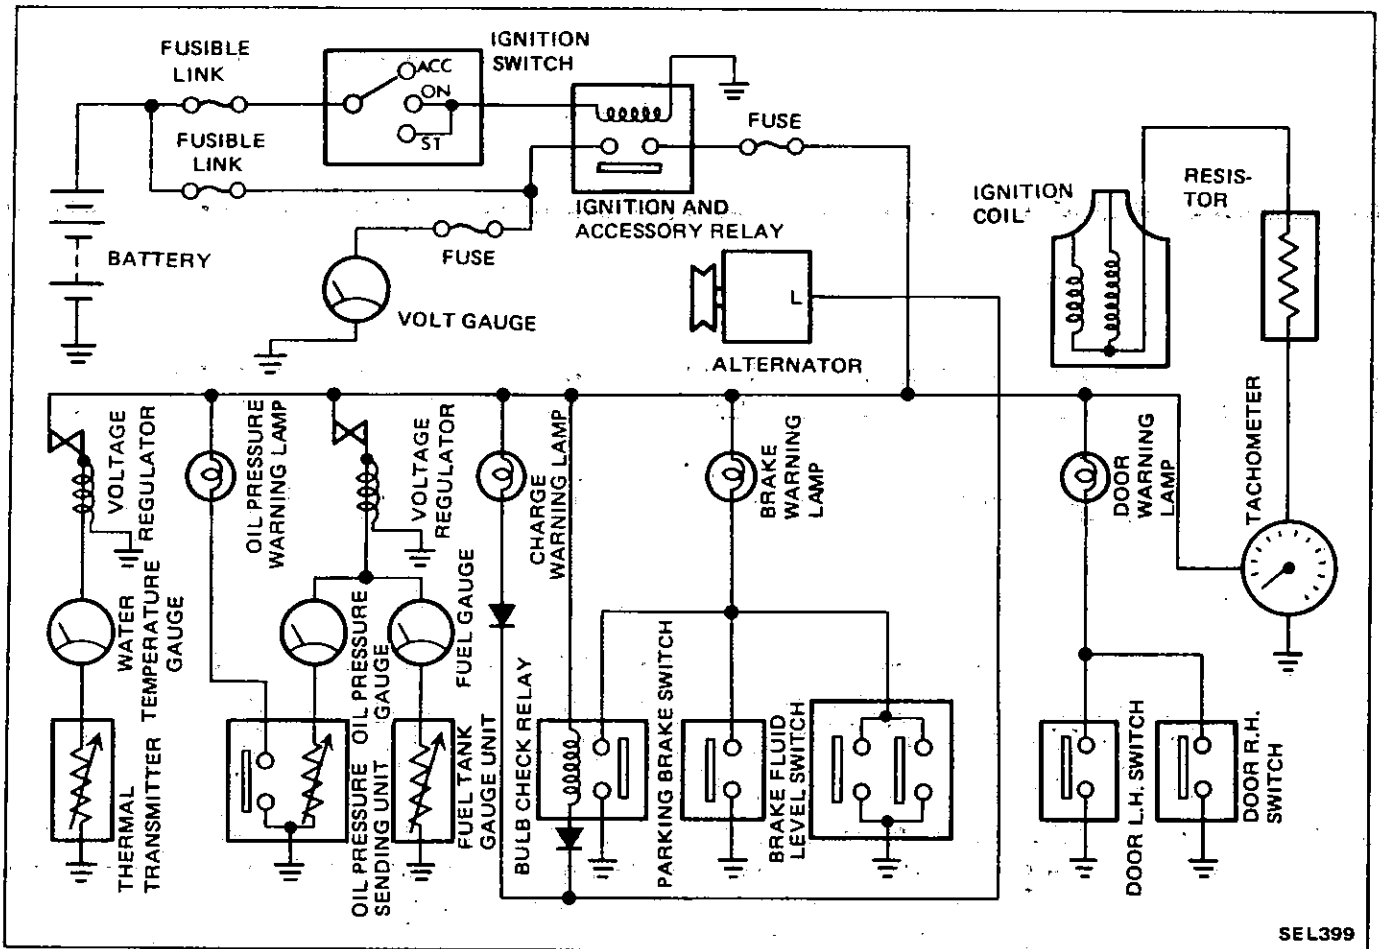 FUSIBLE
LINK
IGNITION
SWITCH
ACC
ON
ST
FUSIBLE
LINK
FUSE
IGNITION AND
ACCESSORY RELAY
IGNITION
COIL
RESIS-
TOR
BATTERY
FUSE
VOLT GAUGE
L
ALTERNATOR
VOLTAGE
REGULATOR
OIL PRESSURE
WARNING LAMP
VOLTAGE
REGULATOR
CHARGE
WARNING LAMP
BRAKE
WARNING
LAMP
DOOR
WARNING
LAMP
TACHOMETER
WATER
TEMPERATURE
GAUGE
OIL PRESSURE
GAUGE
FUEL GAUGE
THERMAL
TRANSMITTER
OIL PRESSURE
SENDING UNIT
FUEL TANK
GAUGE UNIT
BULB CHECK RELAY
PARKING BRAKE SWITCH
BRAKE FLUID
LEVEL SWITCH
DOOR L.H. SWITCH
DOOR R.H.
SWITCH
SEL399